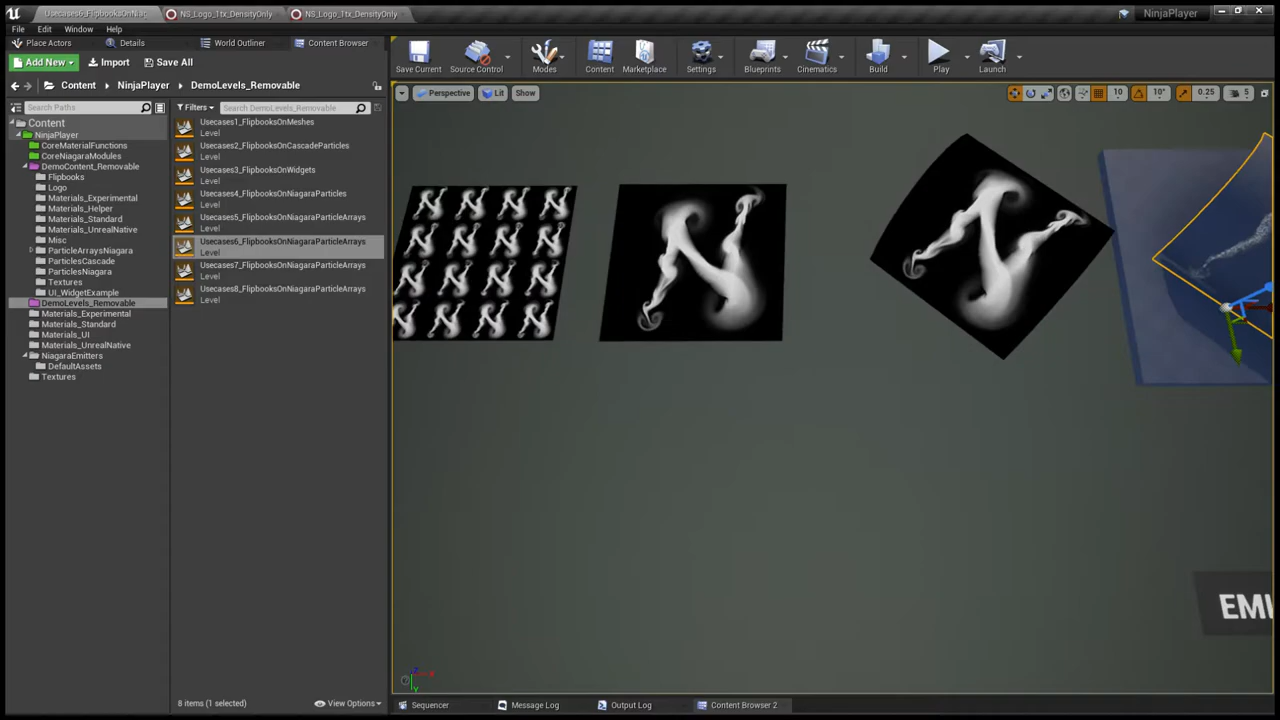 Usecases6_FlipbooksOnNiag
NS_Logo_1tx_DensityOnly
NS_Logo_1tx_DensityOnly
NinjaPlayer
File Edit Window Help
Place Actors
Details
World Outliner
Content Browser
Add New
Import
Save All
Content
NinjaPlayer
DemoLevels_Removable
Search Paths
Filters
Search DemoLevels_Removable
Content
NinjaPlayer
CoreMaterialFunctions
CoreNiagaraModules
DemoContent_Removable
Flipbooks
Logo
Materials_Experimental
Materials_Helper
Materials_Standard
Materials_UnrealNative
Misc
ParticleArraysNiagara
ParticlesCascade
ParticlesNiagara
Textures
UI_WidgetExample
DemoLevels_Removable
Materials_Experimental
Materials_Standard
Materials_UI
Materials_UnrealNative
NiagaraEmitters
DefaultAssets
Textures
Usecases1_FlipbooksOnMeshes
Level
Usecases2_FlipbooksOnCascadeParticles
Level
Usecases3_FlipbooksOnWidgets
Level
Usecases4_FlipbooksOnNiagaraParticles
Level
Usecases5_FlipbooksOnNiagaraParticleArrays
Level
Usecases6_FlipbooksOnNiagaraParticleArrays
Level
Usecases7_FlipbooksOnNiagaraParticleArrays
Level
Usecases8_FlipbooksOnNiagaraParticleArrays
Level
8 items (1 selected)
View Options
Save Current
Source Control
Modes
Content
Marketplace
Settings
Blueprints
Cinematics
Build
Play
Launch
Perspective
Lit
Show
10
10°
0.25
5
EMI
Sequencer
Message Log
Output Log
Content Browser 2